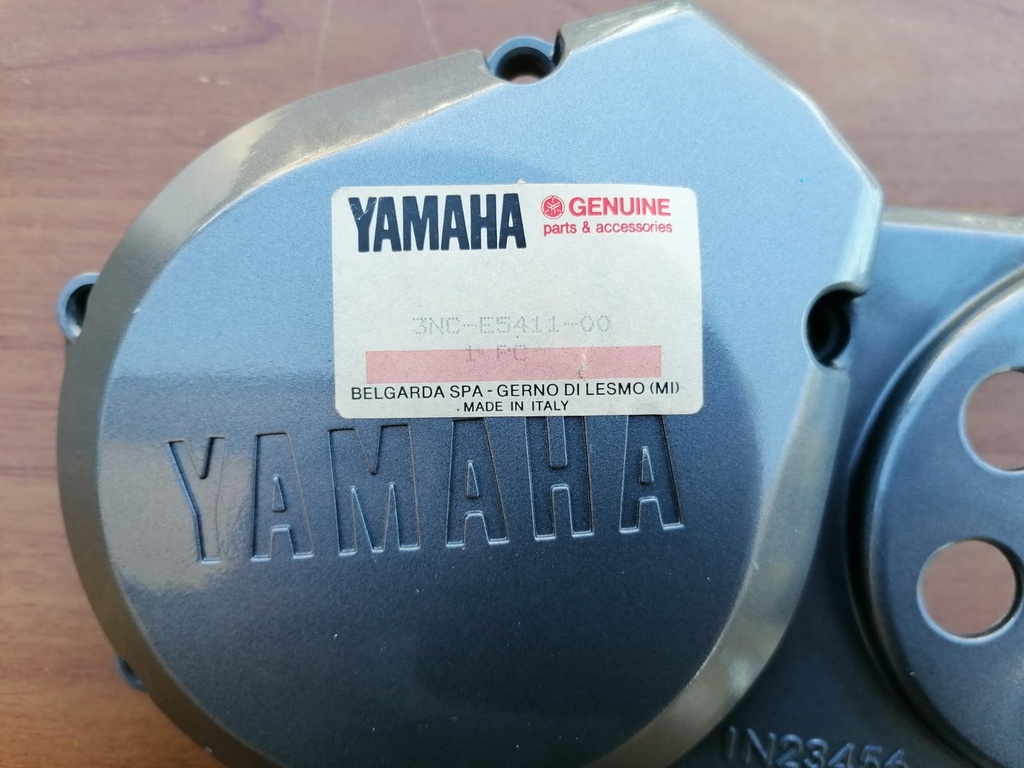 YAMAHA GENUINE
parts & accessories
3NC-E5411-00
1 PC
BELGARDA SPA - GERNO DI LESMO (MI)
MADE IN ITALY
YAMAHA
1N23456